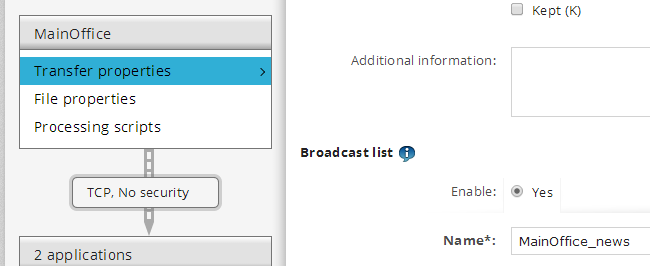 MainOffice
Transfer properties
File properties
Processing scripts
TCP, No security
2 applications
Kept (K)
Additional information:
Broadcast list
Enable:
Yes
Name*:
MainOffice_news